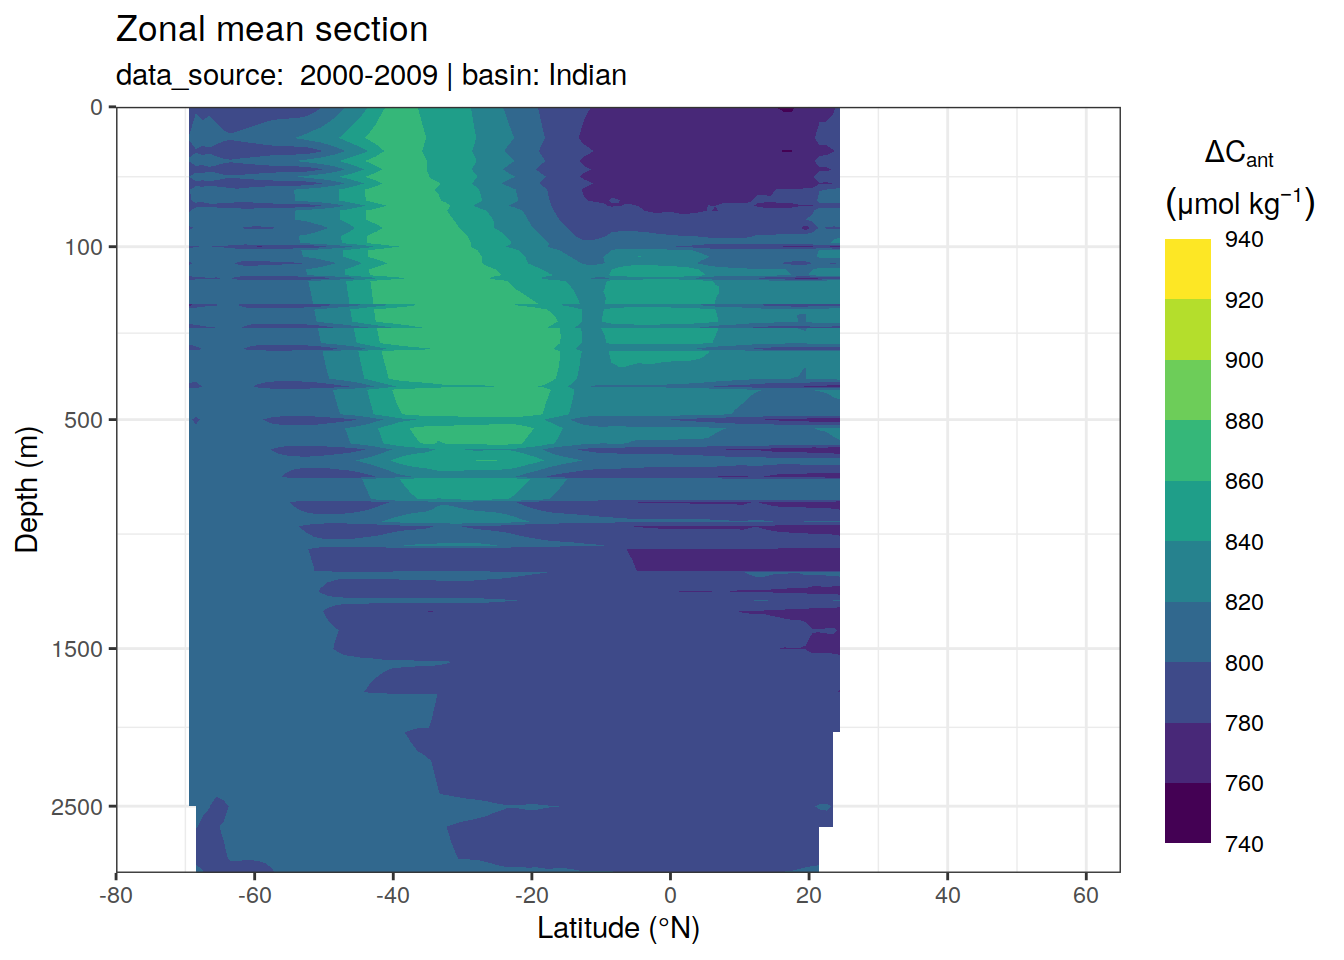 Zonal mean section
data_source:  2000-2009 | basin: Indian
ΔCant
(μmol kg⁻¹)
940
920
900
880
860
840
820
800
780
760
740
Depth (m)
0
100
500
1500
2500
-80 -60 -40 -20 0 20 40 60
Latitude (°N)